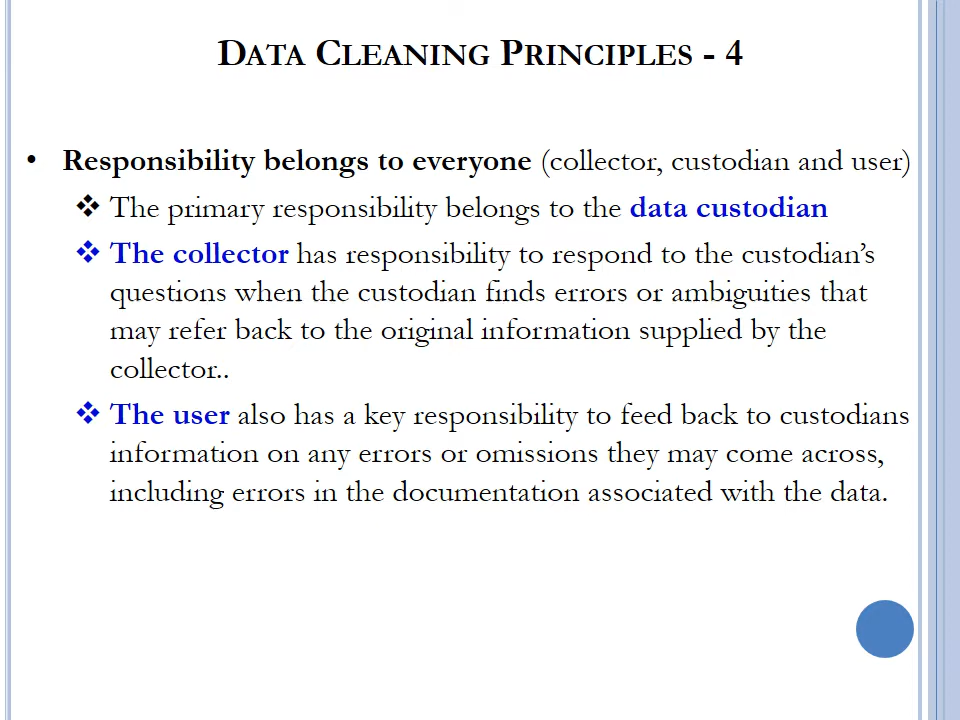 DATA CLEANING PRINCIPLES - 4
• Responsibility belongs to everyone (collector, custodian and user)
❖ The primary responsibility belongs to the data custodian
❖ The collector has responsibility to respond to the custodian’s
questions when the custodian finds errors or ambiguities that
may refer back to the original information supplied by the
collector..
❖ The user also has a key responsibility to feed back to custodians
information on any errors or omissions they may come across,
including errors in the documentation associated with the data.